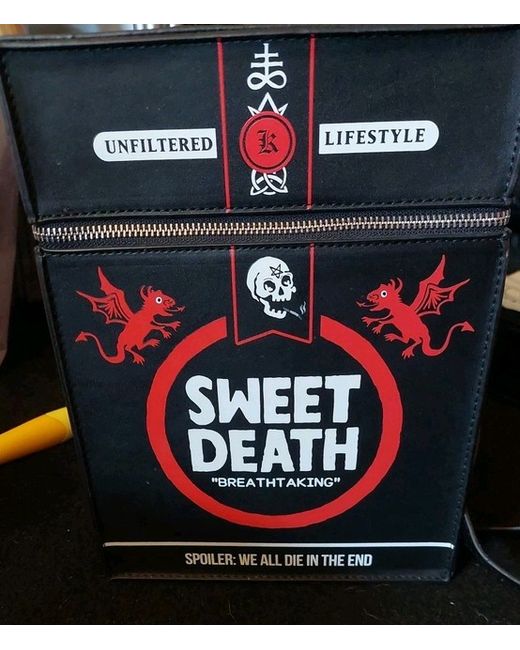 UNFILTERED K LIFESTYLE
SWEET
DEATH
"BREATHTAKING"
SPOILER: WE ALL DIE IN THE END